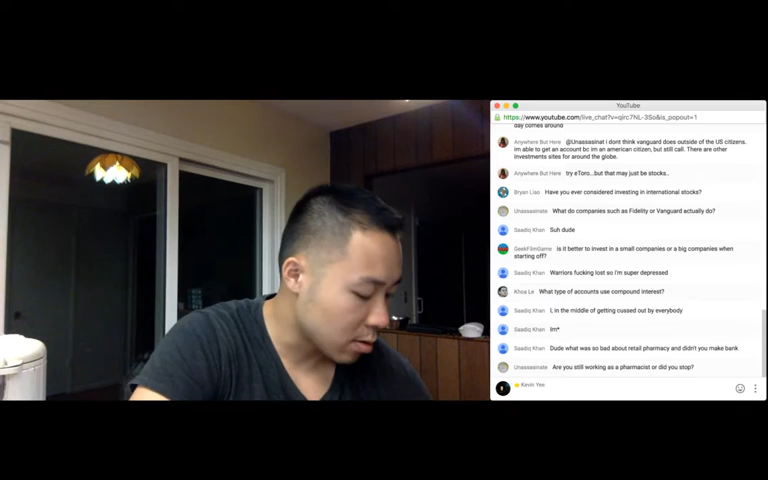 YouTube
https://www.youtube.com/live_chat?v=qirc7NL-3So&is_popout=1
day comes around
Anywhere But Here @Unassasinat i dont think vanguard does outside of the US citizens.
im able to get an account bc im an american citizen, but still call. There are other
investments sites for around the globe.
Anywhere But Here try eToro...but that may just be stocks..
Bryan Liao Have you ever considered investing in international stocks?
Unassasinate What do companies such as Fidelity or Vanguard actually do?
Saadiq Khan Suh dude
GeekFilmGame is it better to invest in a small companies or a big companies when
starting off?
Saadiq Khan Warriors fucking lost so I'm super depressed
Khoa Le What type of accounts use compound interest?
Saadiq Khan I, in the middle of getting cussed out by everybody
Saadiq Khan Im*
Saadiq Khan Dude what was so bad about retail pharmacy and didn't you make bank
Unassasinate Are you still working as a pharmacist or did you stop?
Kevin Yee